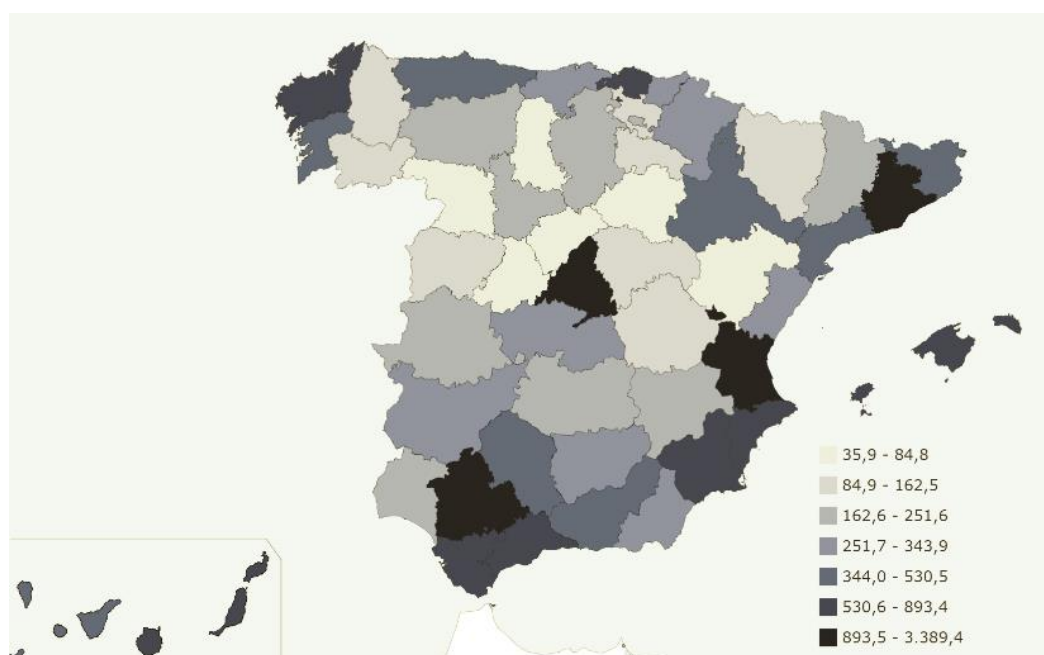 35,9 - 84,8
84,9 - 162,5
162,6 - 251,6
251,7 - 343,9
344,0 - 530,5
530,6 - 893,4
893,5 - 3.389,4